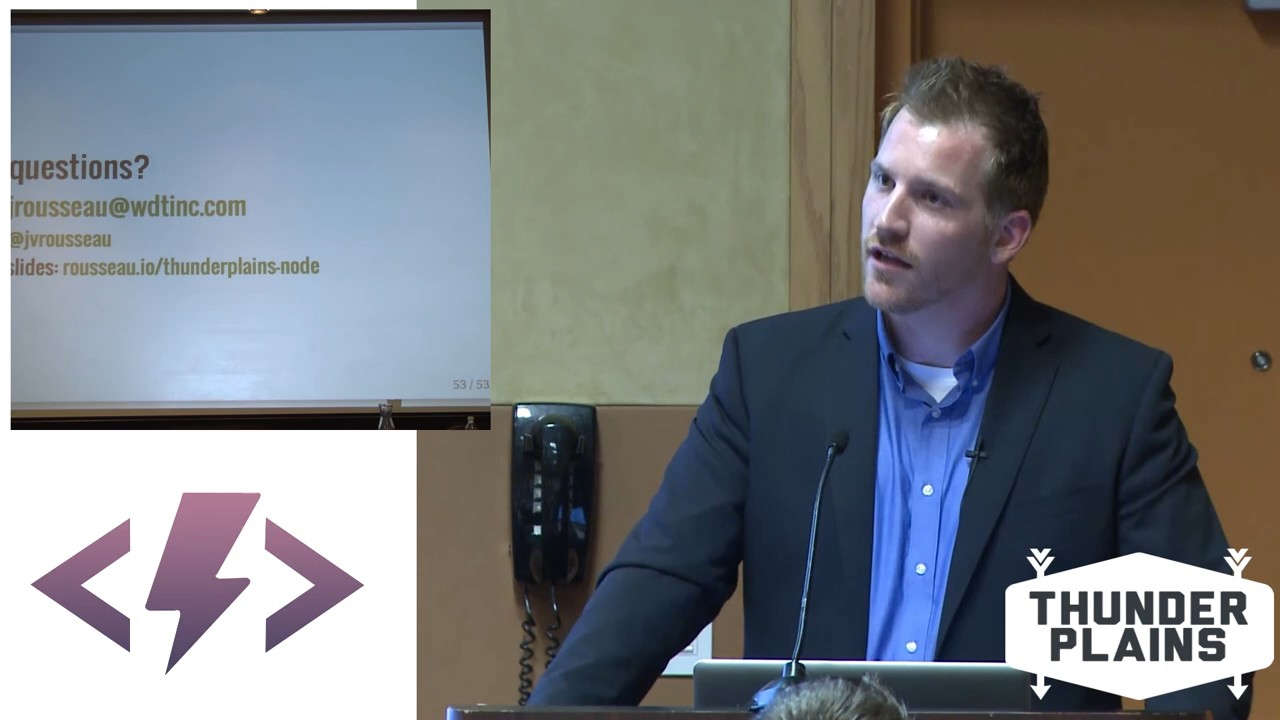 questions?
jrousseau@wdtinc.com
@jvrousseau
slides: rousseau.io/thunderplains-node
53 / 53
THUNDER
PLAINS